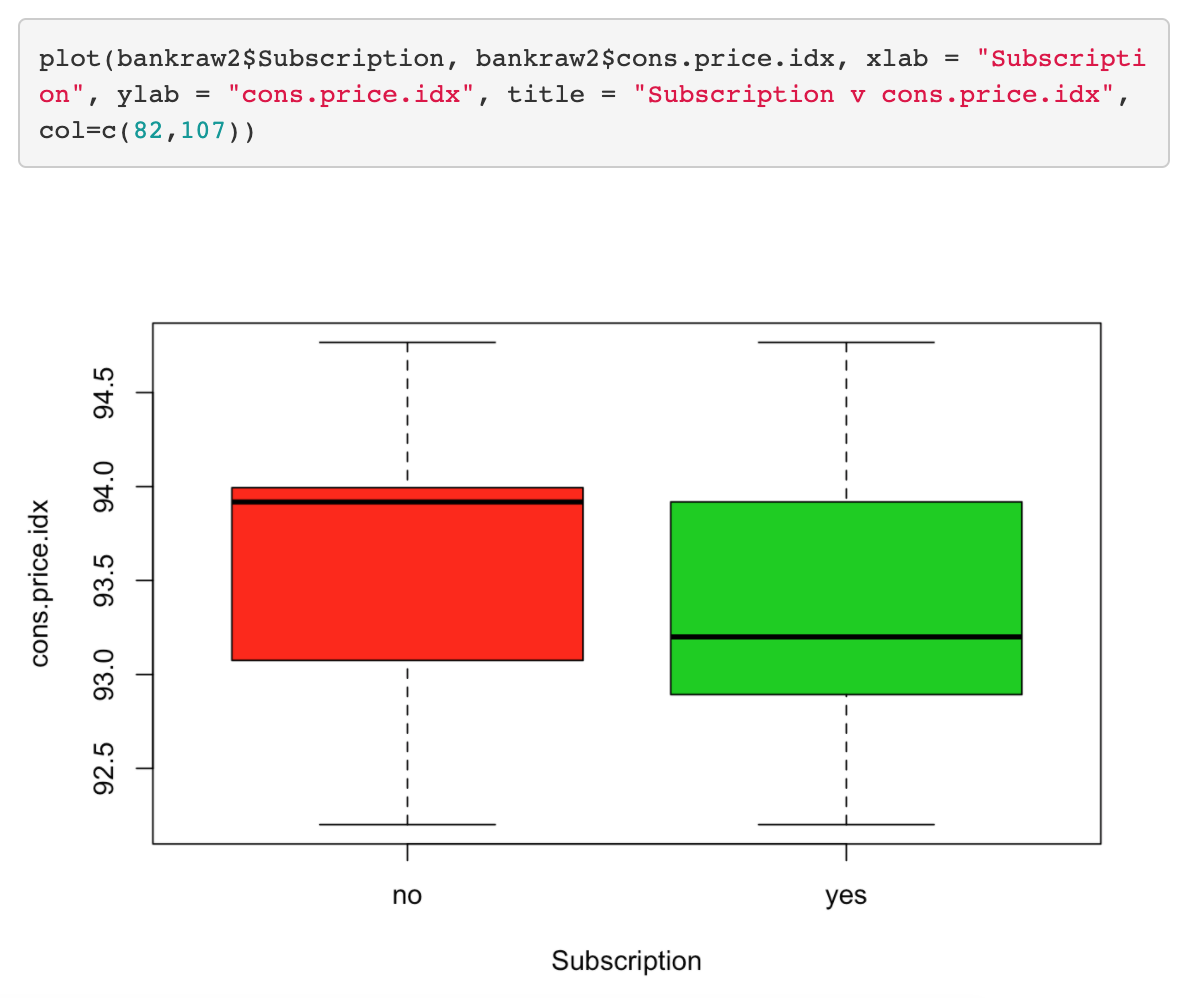 plot(bankraw2$Subscription, bankraw2$cons.price.idx, xlab = "Subscripti
on", ylab = "cons.price.idx", title = "Subscription v cons.price.idx",
col=c(82,107))
94.5
94.0
93.5
93.0
92.5
cons.price.idx
no yes
Subscription